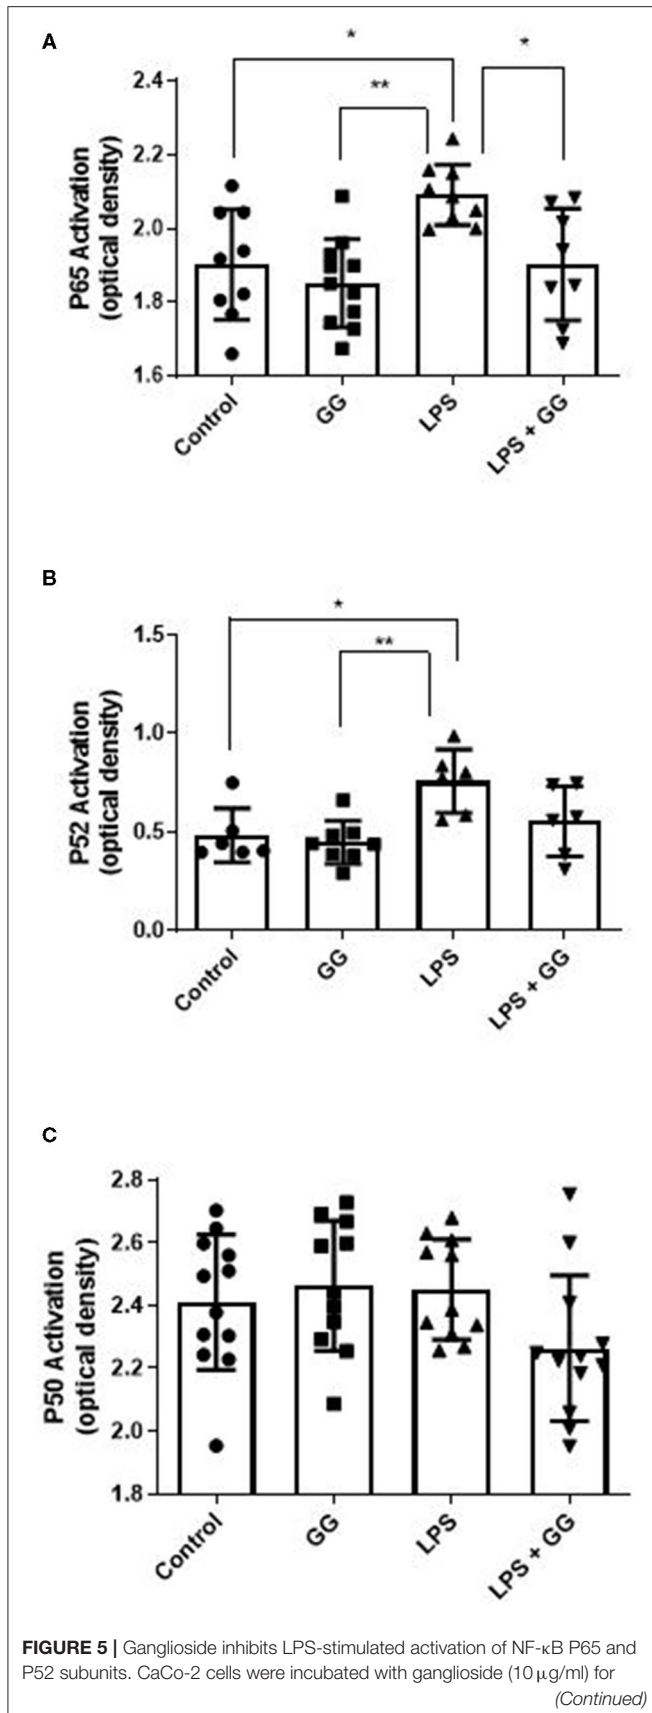 A
*
*
**
2.4
2.2
2.0
1.8
1.6
P65 Activation
(optical density)
Control
GG
LPS
LPS + GG
B
*
**
1.5
1.0
0.5
0.0
P52 Activation
(optical density)
Control
GG
LPS
LPS + GG
C
2.8
2.6
2.4
2.2
2.0
1.8
P50 Activation
(optical density)
Control
GG
LPS
LPS + GG
FIGURE 5 | Ganglioside inhibits LPS-stimulated activation of NF-κB P65 and
P52 subunits. CaCo-2 cells were incubated with ganglioside (10 μg/ml) for
(Continued)